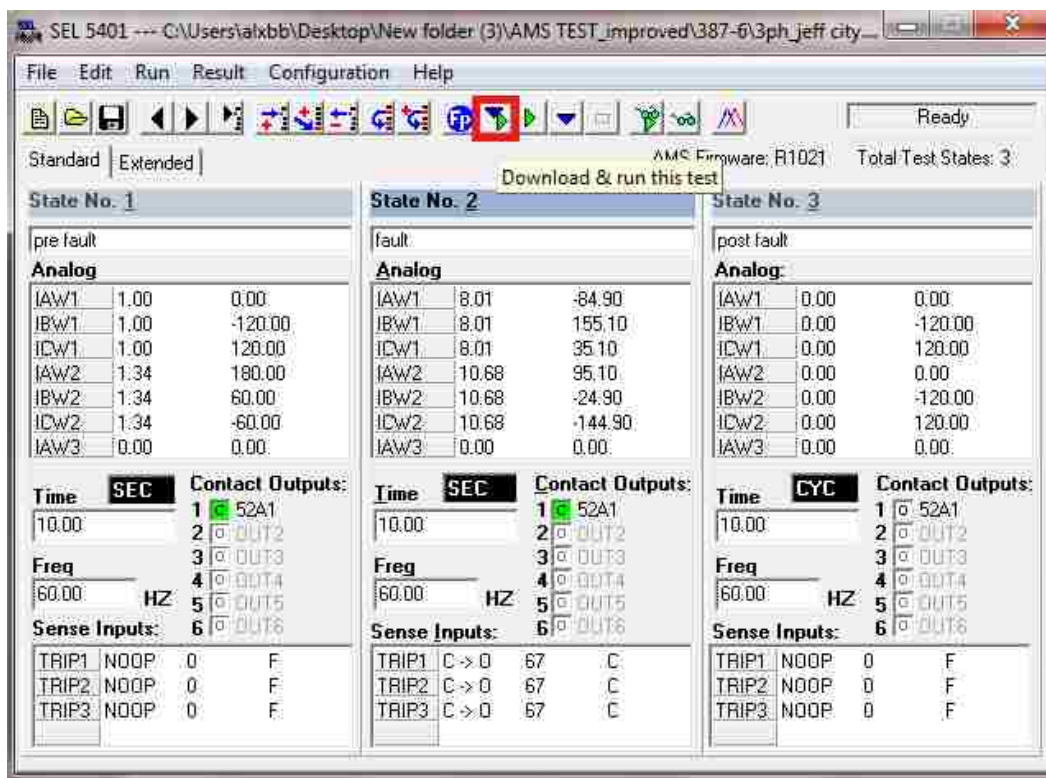 SEL 5401 --- C:\Users\alxbb\Desktop\New folder (3)\AMS TEST_improved\387-6\3ph_jeff city...
File Edit Run Result Configuration Help
FP Ready
Standard Extended AMS Firmware: R1021 Total Test States: 3
Download & run this test
State No. 1
pre fault
Analog
IAW1 1.00 0.00
IBW1 1.00 -120.00
ICW1 1.00 120.00
IAW2 1.34 180.00
IBW2 1.34 60.00
ICW2 1.34 -60.00
IAW3 0.00 0.00
Time SEC
10.00
Freq
60.00 HZ
Contact Outputs:
1 C 52A1
2 O OUT2
3 O OUT3
4 O OUT4
5 O OUT5
6 O OUT6
Sense Inputs:
TRIP1 NOOP 0 F
TRIP2 NOOP 0 F
TRIP3 NOOP 0 F
State No. 2
fault
Analog
IAW1 8.01 -84.90
IBW1 8.01 155.10
ICW1 8.01 35.10
IAW2 10.68 95.10
IBW2 10.68 -24.90
ICW2 10.68 -144.90
IAW3 0.00 0.00
Time SEC
10.00
Freq
60.00 HZ
Contact Outputs:
1 C 52A1
2 O OUT2
3 O OUT3
4 O OUT4
5 O OUT5
6 O OUT6
Sense Inputs:
TRIP1 C -> O 67 C
TRIP2 C -> O 67 C
TRIP3 C -> O 67 C
State No. 3
post fault
Analog:
IAW1 0.00 0.00
IBW1 0.00 -120.00
ICW1 0.00 120.00
IAW2 0.00 0.00
IBW2 0.00 -120.00
ICW2 0.00 120.00
IAW3 0.00 0.00
Time CYC
10.00
Freq
60.00 HZ
Contact Outputs:
1 O 52A1
2 O OUT2
3 O OUT3
4 O OUT4
5 O OUT5
6 O OUT6
Sense Inputs:
TRIP1 NOOP 0 F
TRIP2 NOOP 0 F
TRIP3 NOOP 0 F